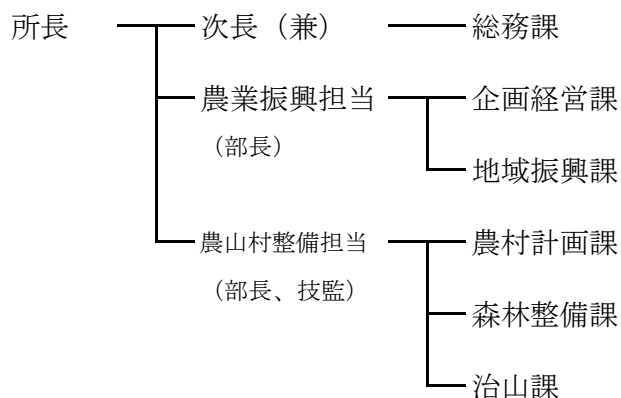 所長 次長（兼） 総務課
農業振興担当 企画経営課
（部長）
地域振興課
農山村整備担当 農村計画課
（部長、技監）
森林整備課
治山課